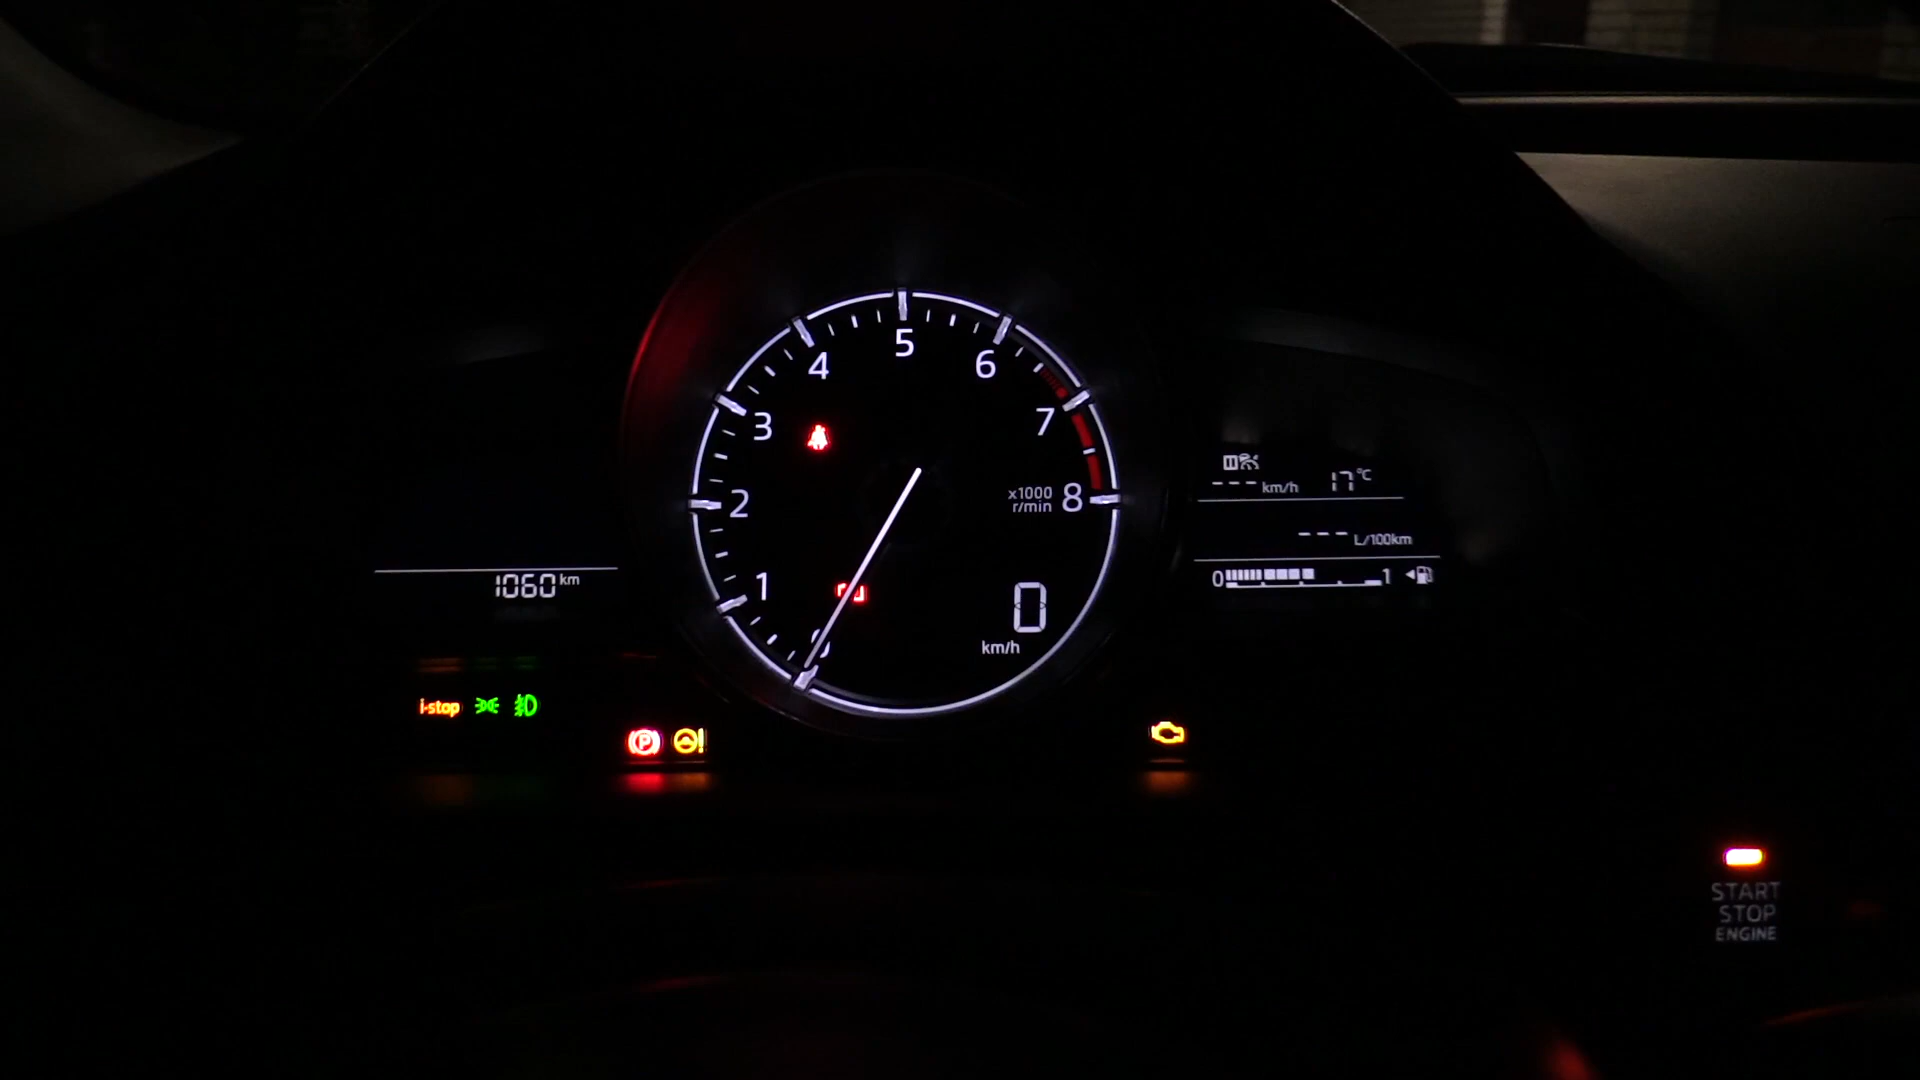 5
4
6
3
7
2
x1000
r/min
8
1
0
km/h
1060 km
--- km/h 17°C
--- L/100km
0 1
i-stop
P
!
START
STOP
ENGINE